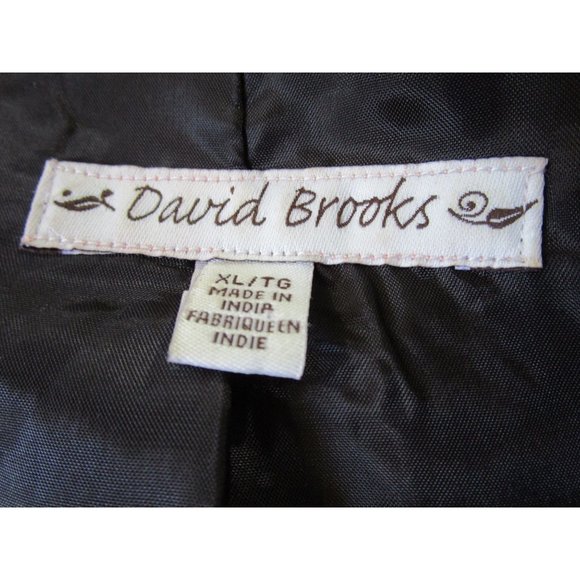 David Brooks
XL/TG
MADE IN
INDIA
FABRIQUEEN
INDIE